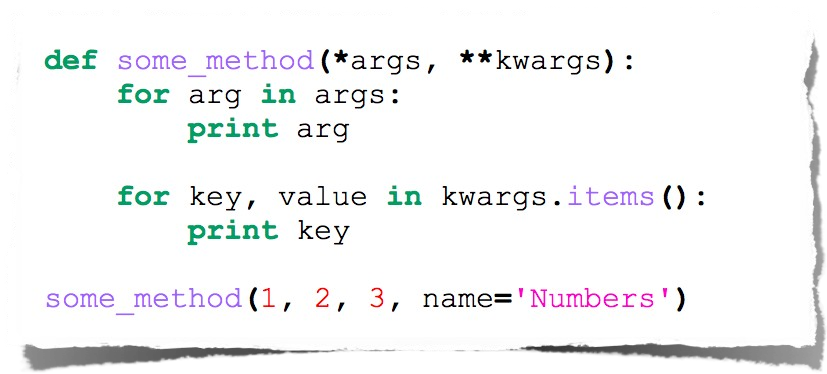 def some_method(*args, **kwargs):
    for arg in args:
        print arg

    for key, value in kwargs.items():
        print key

some_method(1, 2, 3, name='Numbers')